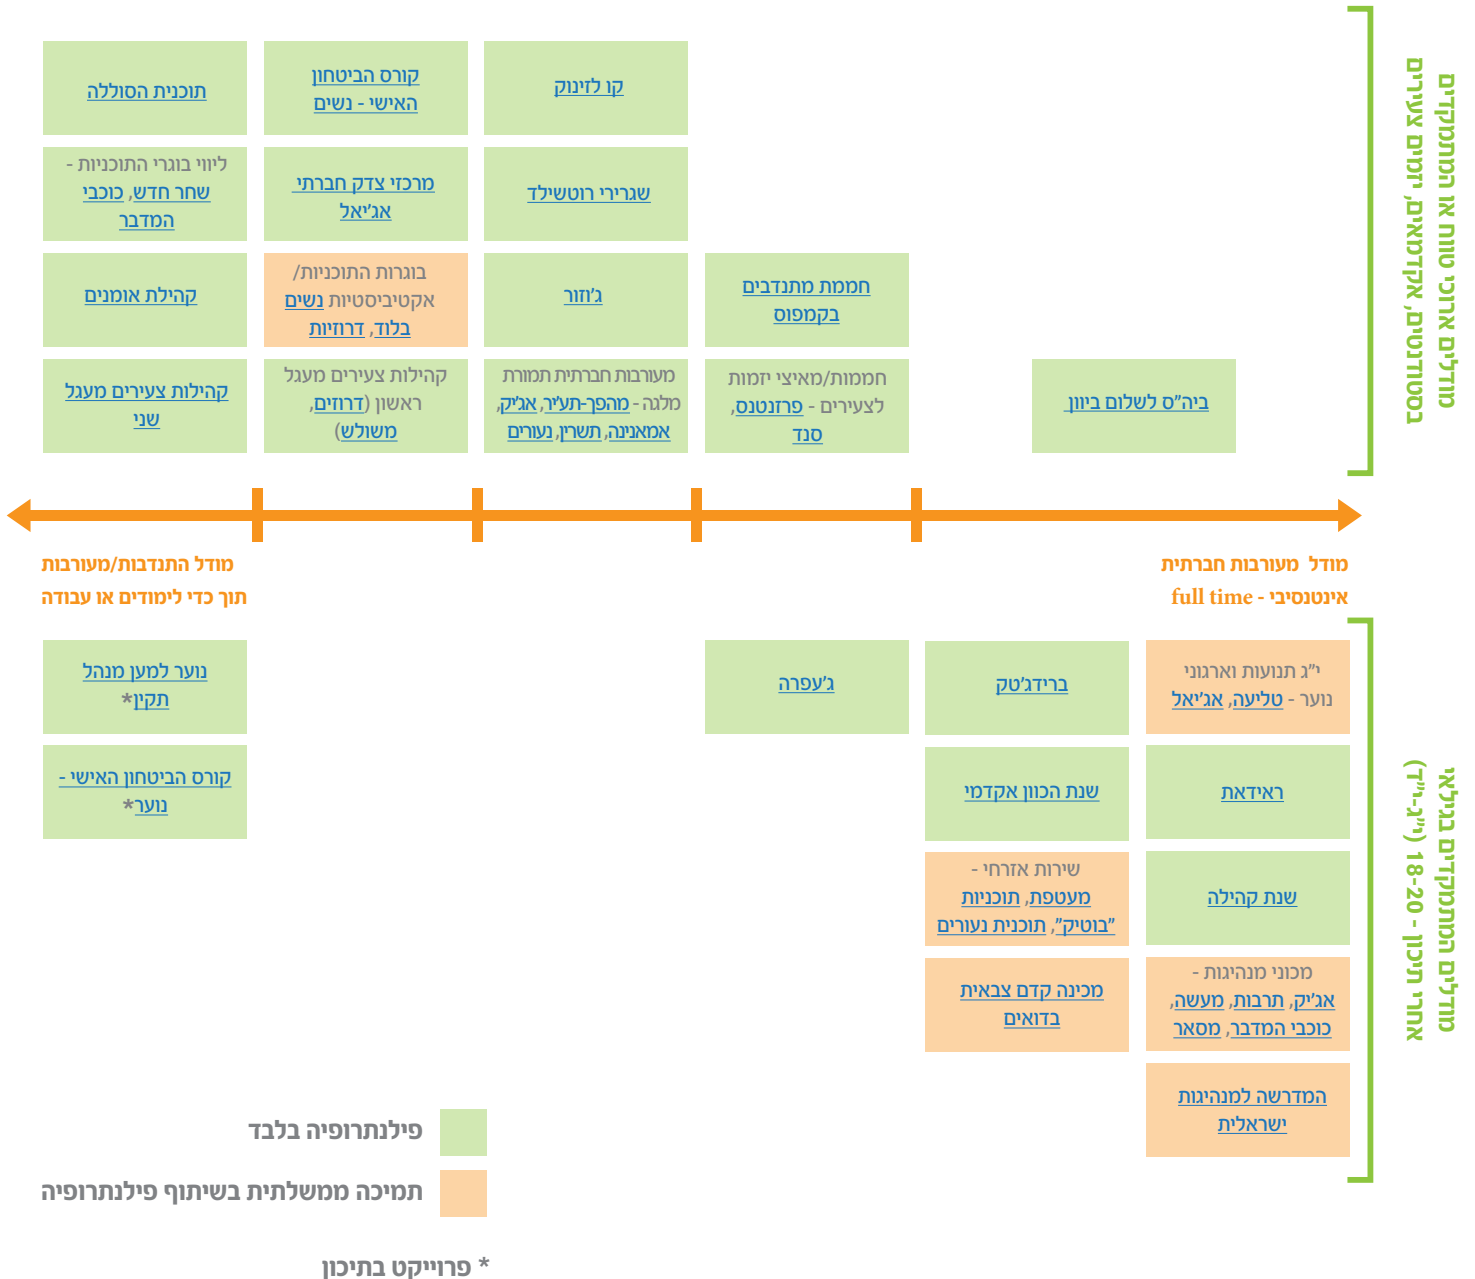 מודלים ארוכי טווח או המתמקדים
בסטודנטים, אקדמאים, יזמים צעירים
קו לזינוק
קורס הביטחון
האישי - נשים
תוכנית הסוללה
שגרירי רוטשילד
מרכזי צדק חברתי
אג'יאל
ליווי בוגרי התוכניות -
שחר חדש, כוכבי
המדבר
חממת מתנדבים
בקמפוס
ג'וזור
בוגרות התוכניות/
אקטיביסטיות נשים
בלוד, דרוזיות
קהילת אומנים
ביה"ס לשלום ביוון
חממות/מאיצי יזמות
לצעירים - פרזנטנס,
סנד
מעורבות חברתית תמורת
מלגה - מהפך-תע'יר, אג'יק,
אמאנינה, תשרין, נעורים
קהילות צעירים מעגל
ראשון (דרוזים,
משולש)
קהילות צעירים מעגל
שני
מודל מעורבות חברתית
אינטנסיבי - full time
מודל התנדבות/מעורבות
תוך כדי לימודים או עבודה
מודלים המתמקדים בגילאי
18-20 (י"ג-י"ד) - אחרי תיכון
י"ג תנועות וארגוני
נוער - טליעה, אג'יאל
ברידג'טק
ג'עפרה
נוער למען מנהל
תקין*
ראידאת
שנת הכוון אקדמי
קורס הביטחון האישי -
נוער*
שנת קהילה
שירות אזרחי -
מעטפת, תוכניות
"בוטיק", תוכנית נעורים
מכוני מנהיגות -
אג'יק, תרבות, מעשה,
כוכבי המדבר, מסאר
מכינה קדם צבאית
בדואים
המדרשה למנהיגות
ישראלית
פילנתרופיה בלבד
תמיכה ממשלתית בשיתוף פילנתרופיה
* פרוייקט בתיכון